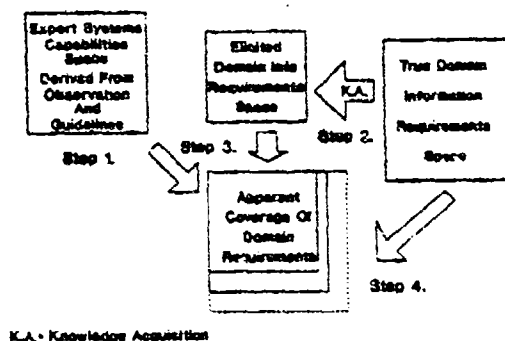 Expert Systems
Capabilities
Space
Derived From
Observation
And
Guidelines
Step 1.
Elicited
Domain Info
Requirements
Space
Step 3.
K.A.
Step 2.
True Domain
Information
Requirements
Space
Apparent
Coverage Of
Domain
Requirements
Step 4.
K.A. - Knowledge Acquisition